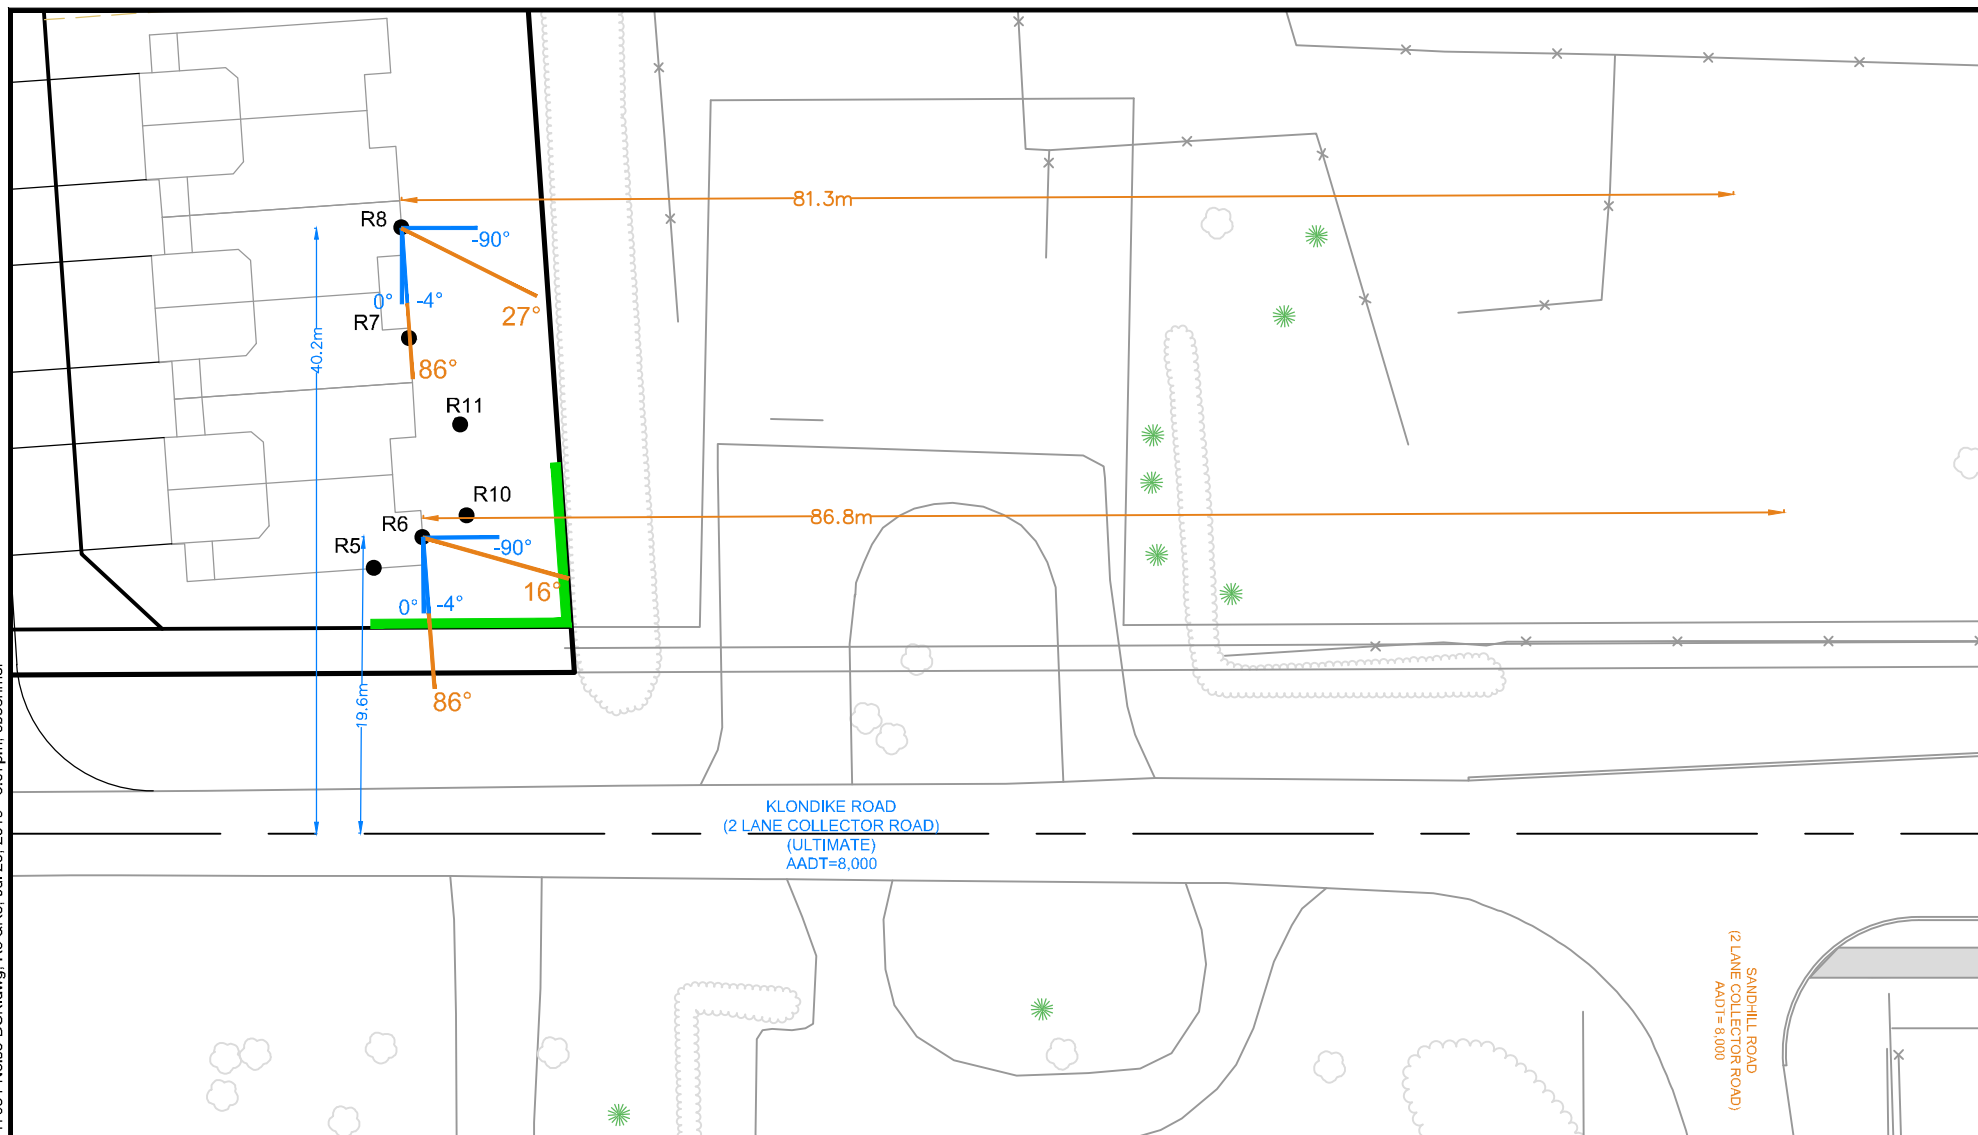 81.3m
R8
-90°
0°
-4°
27°
R7
40.2m
86°
R11
R10
86.8m
R6
R5
-90°
16°
0°
-4°
86°
19.6m
KLONDIKE ROAD
(2 LANE COLLECTOR ROAD)
(ULTIMATE)
AADT=8,000
SANDHILL ROAD
(2 LANE COLLECTOR ROAD)
AADT= 8,000